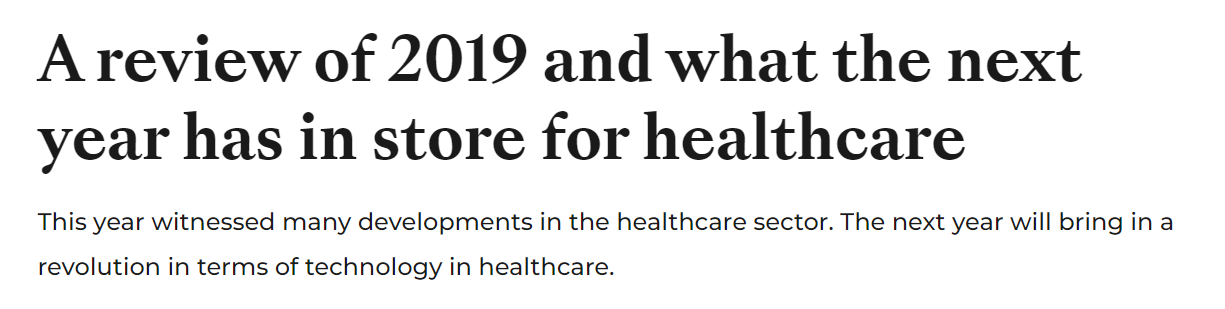 A review of 2019 and what the next
year has in store for healthcare
This year witnessed many developments in the healthcare sector. The next year will bring in a
revolution in terms of technology in healthcare.